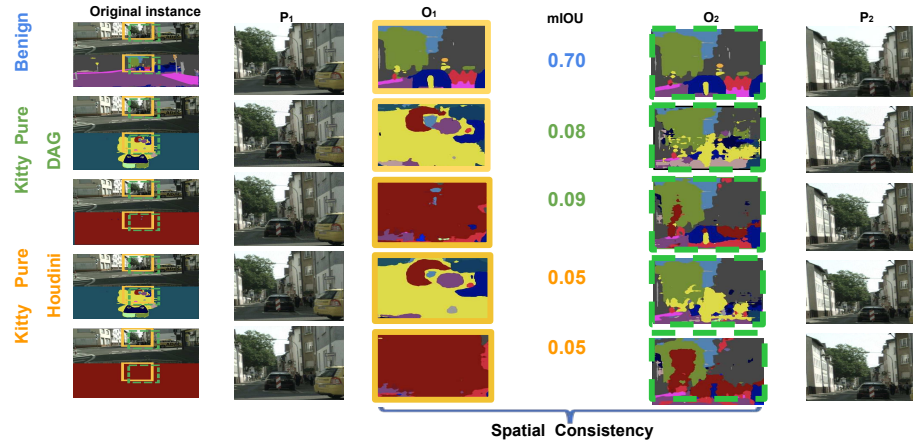 Original instance P1 O1 mIOU O2 P2
Benign
0.70
Kitty Pure
DAG
0.08
0.09
Kitty Pure
Houdini
0.05
0.05
Spatial Consistency